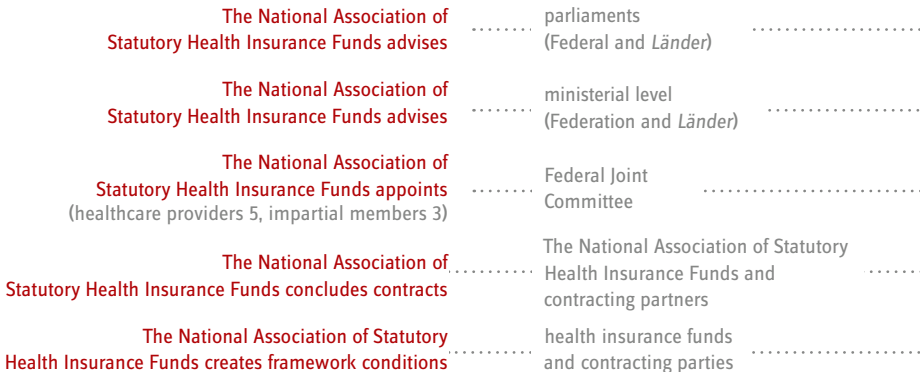 The National Association of
Statutory Health Insurance Funds advises
parliaments
(Federal and Länder)
The National Association of
Statutory Health Insurance Funds advises
ministerial level
(Federation and Länder)
The National Association of
Statutory Health Insurance Funds appoints
(healthcare providers 5, impartial members 3)
Federal Joint
Committee
The National Association of
Statutory Health Insurance Funds concludes contracts
The National Association of Statutory
Health Insurance Funds and
contracting partners
The National Association of Statutory
Health Insurance Funds creates framework conditions
health insurance funds
and contracting parties